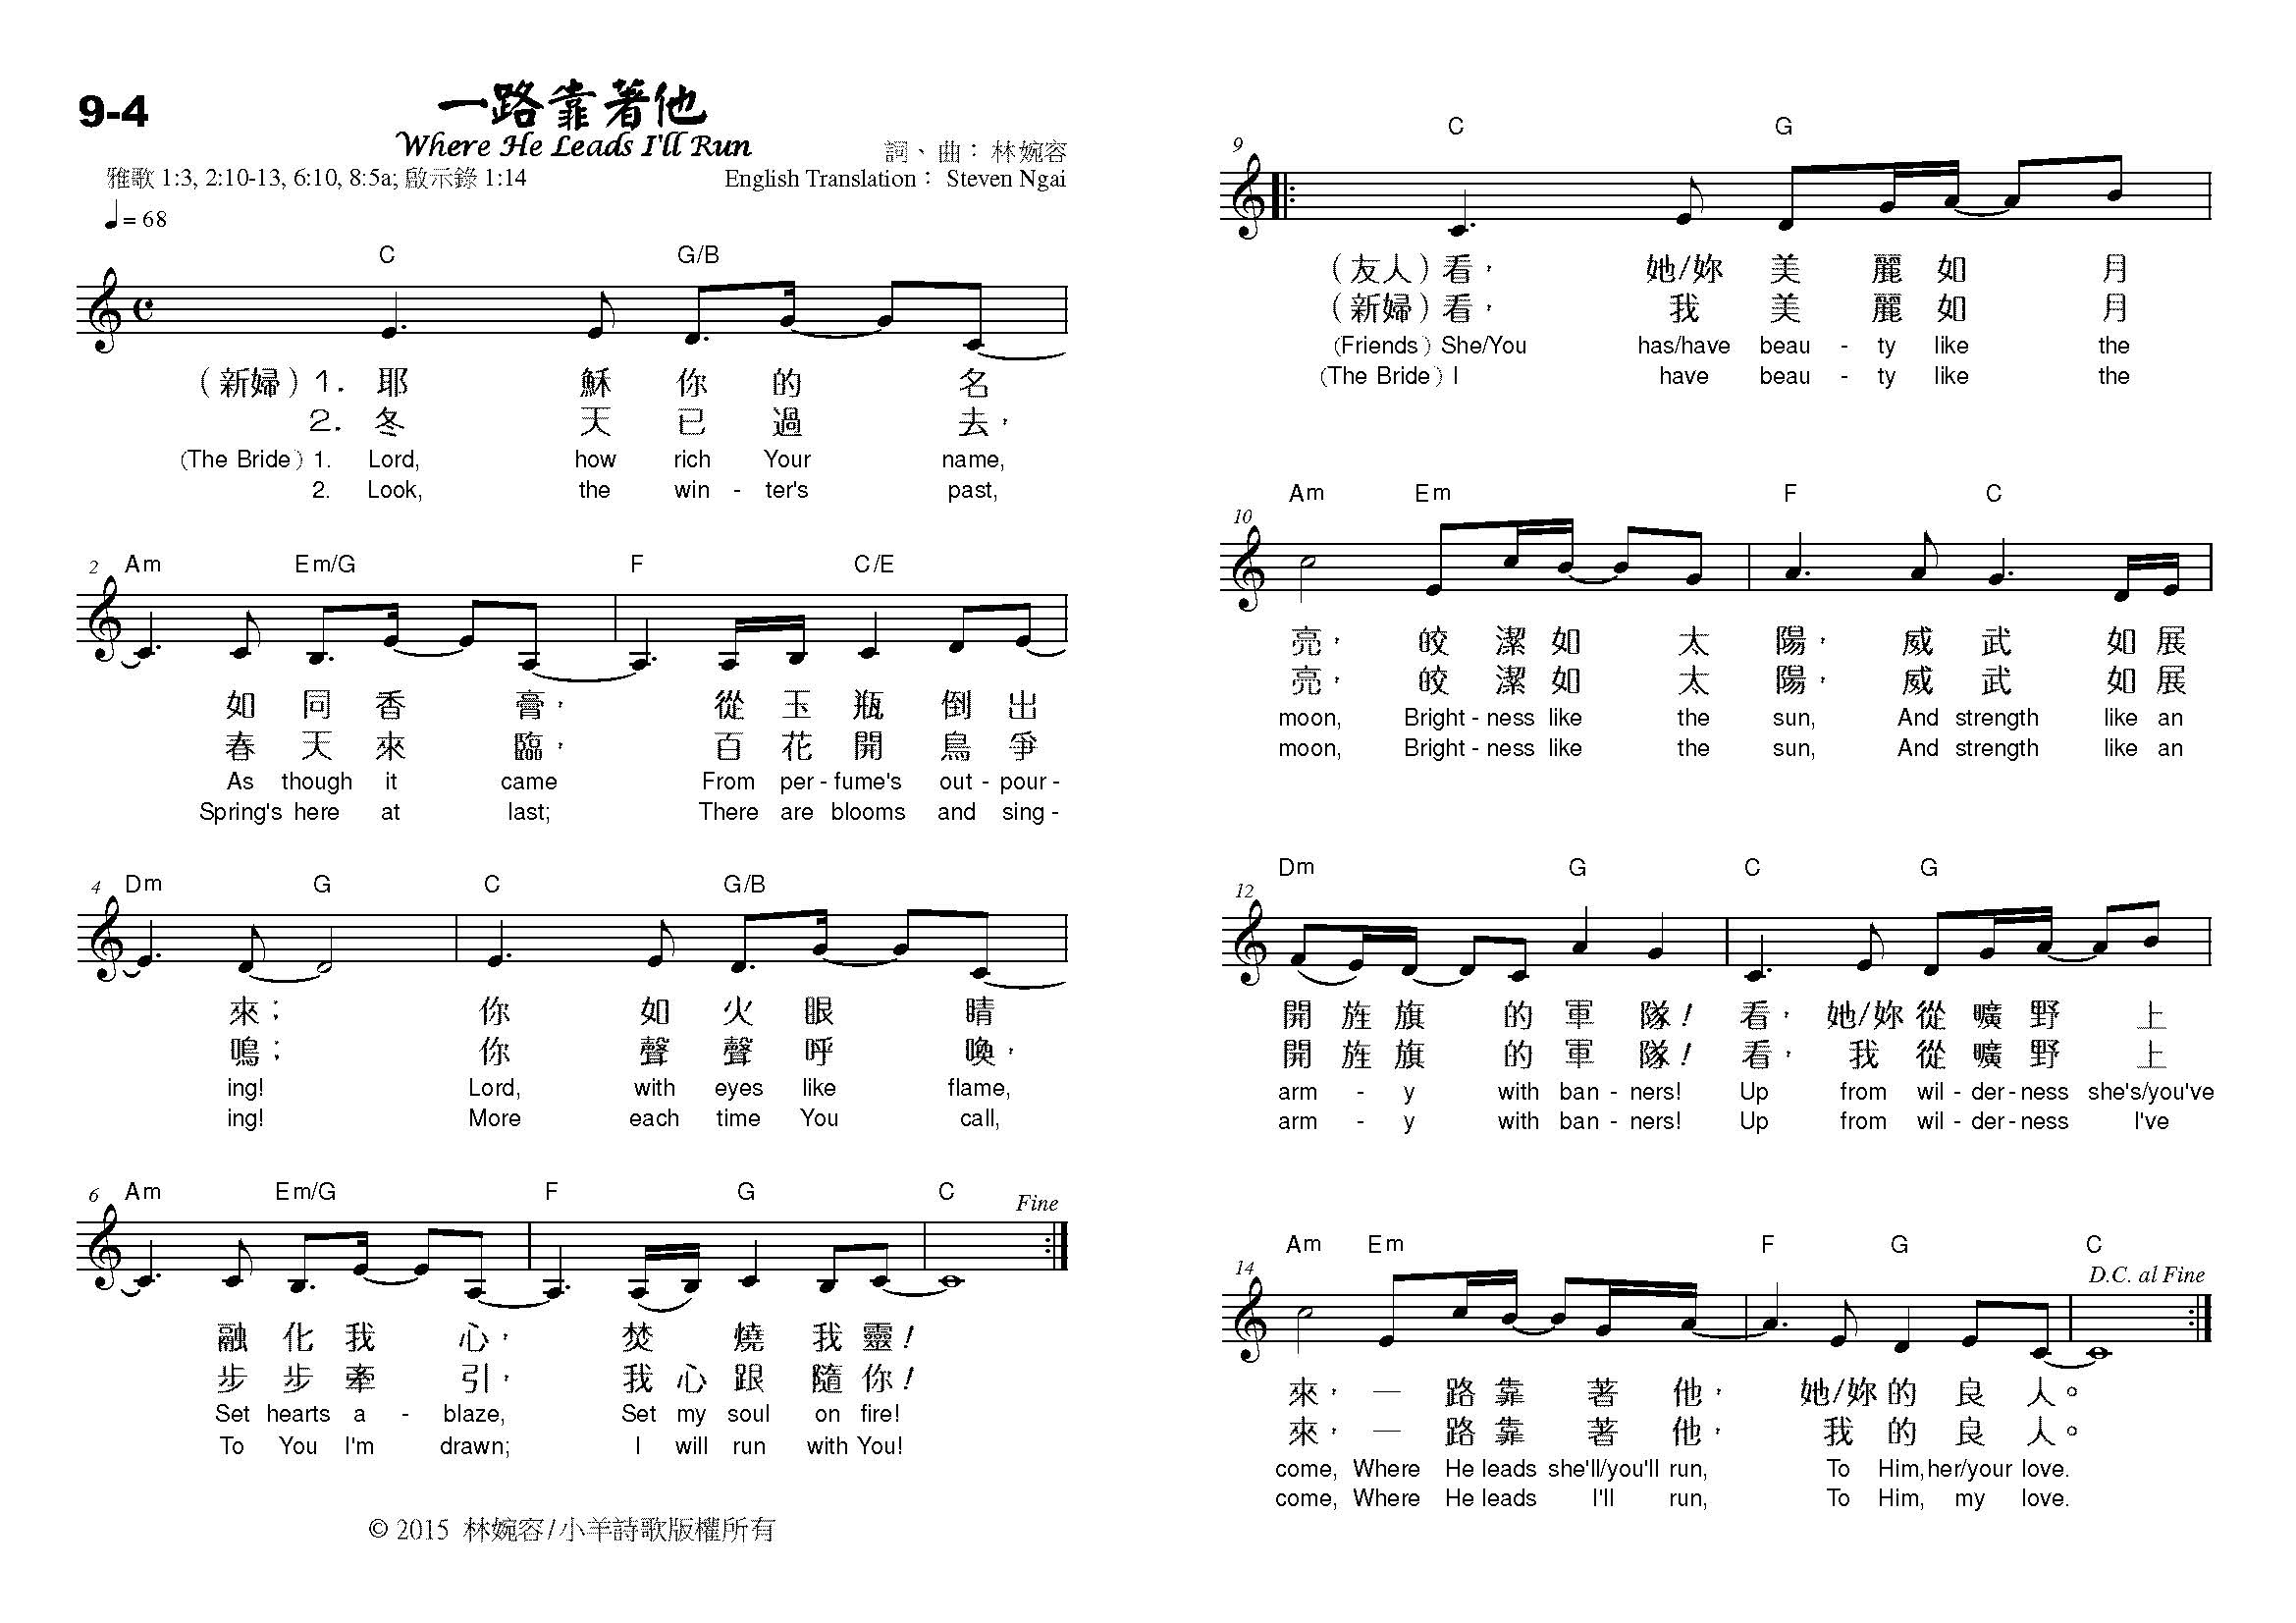 9-4
一路靠著他
Where He Leads I'll Run
詞、曲：林婉容
雅歌 1:3, 2:10-13, 6:10, 8:5a; 啟示錄 1:14
English Translation： Steven Ngai
= 68
C G/B
（新婦）1. 耶 穌 你 的 名
2. 冬 天 已 過 去，
(The Bride) 1. Lord, how rich Your name,
2. Look, the win - ter's past,
2 Am Em/G F C/E
如 同 香 膏， 從 玉 瓶 倒 出
春 天 來 臨， 百 花 開 鳥 爭
As though it came From per - fume's out - pour -
Spring's here at last; There are blooms and sing -
4 Dm G C G/B
來； 你 如 火 眼 睛
鳴； 你 聲 聲 呼 喚，
ing! Lord, with eyes like flame,
ing! More each time You call,
6 Am Em/G F G C Fine
融 化 我 心， 焚 燒 我 靈！
步 步 牽 引， 我 心 跟 隨 你！
Set hearts a - blaze, Set my soul on fire!
To You I'm drawn; I will run with You!
© 2015 林婉容/小羊詩歌版權所有
9 C G
（友人）看， 她/妳 美 麗 如 月
（新婦）看， 我 美 麗 如 月
(Friends) She/You has/have beau - ty like the
(The Bride) I have beau - ty like the
10 Am Em F C
亮， 皎 潔 如 太 陽， 威 武 如 展
亮， 皎 潔 如 太 陽， 威 武 如 展
moon, Bright - ness like the sun, And strength like an
moon, Bright - ness like the sun, And strength like an
12 Dm G C G
開 旌 旗 的 軍 隊！ 看， 她/妳 從 曠 野 上
開 旌 旗 的 軍 隊！ 看， 我 從 曠 野 上
arm - y with ban - ners! Up from wil - der - ness she's/you've
arm - y with ban - ners! Up from wil - der - ness I've
14 Am Em F G C D.C. al Fine
來， 一 路 靠 著 他， 她/妳 的 良 人。
來， 一 路 靠 著 他， 我 的 良 人。
come, Where He leads she'll/you'll run, To Him, her/your love.
come, Where He leads I'll run, To Him, my love.